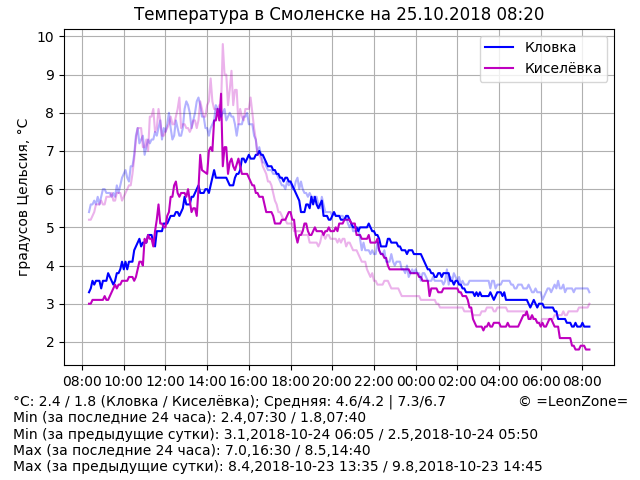 Температура в Смоленске на 25.10.2018 08:20
градусов Цельсия, °C
10
9
8
7
6
5
4
3
2
Кловка
Киселёвка
08:00 10:00 12:00 14:00 16:00 18:00 20:00 22:00 00:00 02:00 04:00 06:00 08:00
°C: 2.4 / 1.8 (Кловка / Киселёвка); Средняя: 4.6/4.2 | 7.3/6.7 © =LeonZone=
Min (за последние 24 часа): 2.4,07:30 / 1.8,07:40
Min (за предыдущие сутки): 3.1,2018-10-24 06:05 / 2.5,2018-10-24 05:50
Max (за последние 24 часа): 7.0,16:30 / 8.5,14:40
Max (за предыдущие сутки): 8.4,2018-10-23 13:35 / 9.8,2018-10-23 14:45